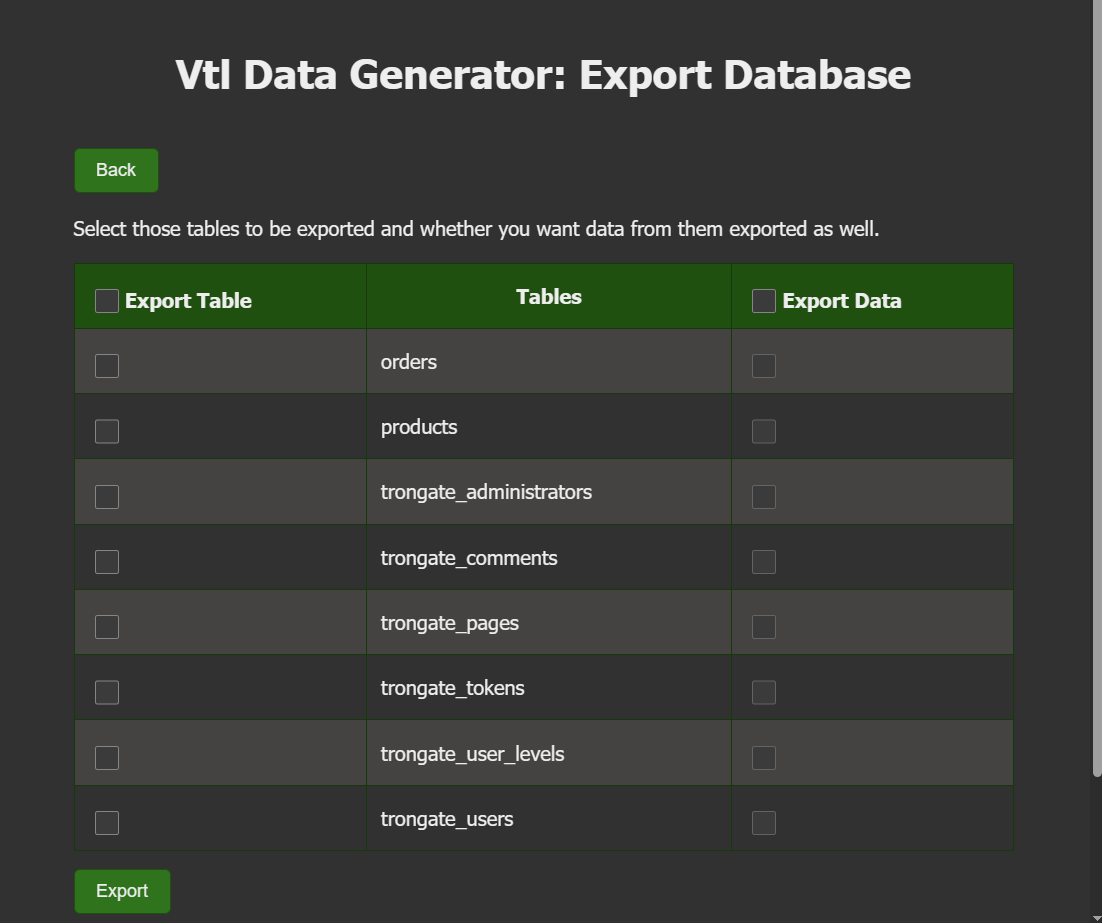 Vtl Data Generator: Export Database
Back
Select those tables to be exported and whether you want data from them exported as well.
Export Table Tables Export Data
orders
products
trongate_administrators
trongate_comments
trongate_pages
trongate_tokens
trongate_user_levels
trongate_users
Export